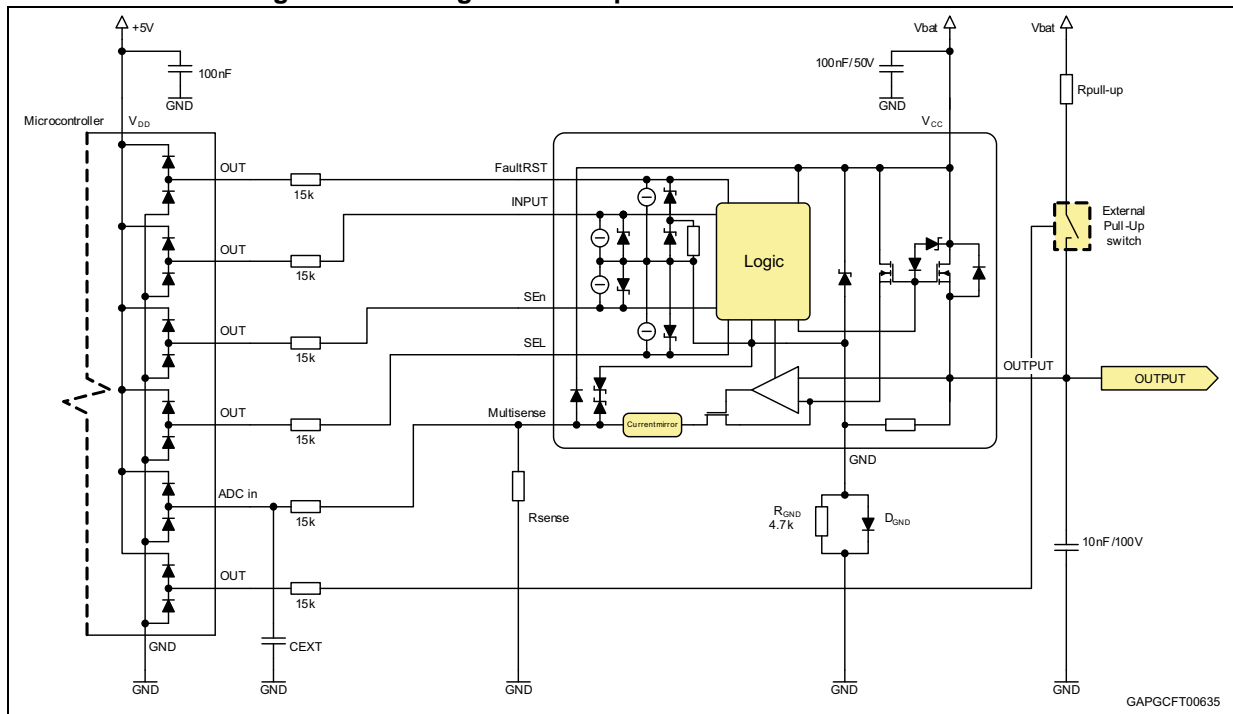 +5V
Vbat
Vbat
100nF
100nF/50V
GND
GND
Rpull-up
Microcontroller
VDD
VCC
OUT
FaultRST
15k
INPUT
External
Pull-Up
switch
OUT
15k
Logic
SEn
OUT
15k
SEL
OUTPUT
OUTPUT
OUT
15k
Multisense
Currentmirror
GND
ADC in
15k
Rsense
RGND
4.7k
DGND
10nF/100V
OUT
15k
GND
CEXT
GND
GND
GND
GND
GND
GAPGCFT00635